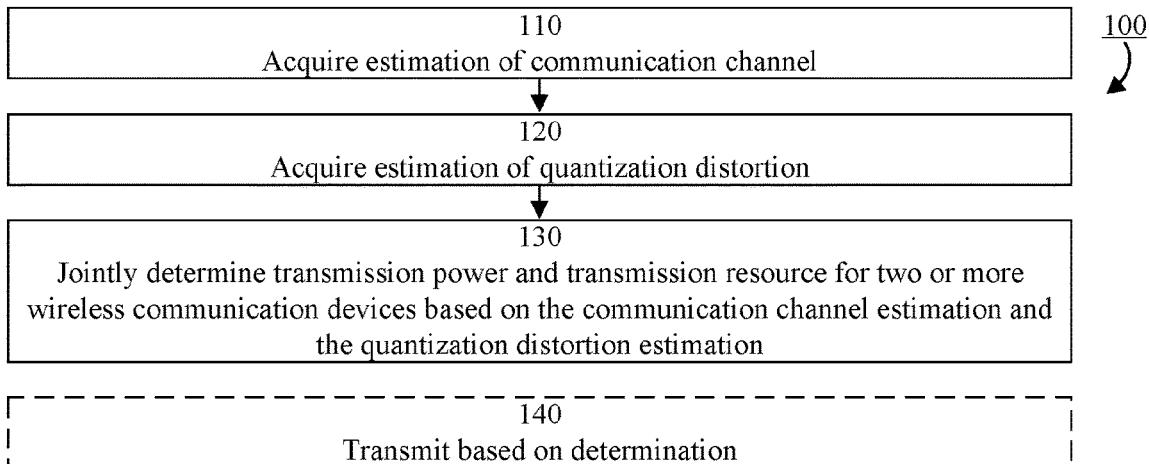 110
Acquire estimation of communication channel
100
120
Acquire estimation of quantization distortion
130
Jointly determine transmission power and transmission resource for two or more
wireless communication devices based on the communication channel estimation and
the quantization distortion estimation
140
Transmit based on determination